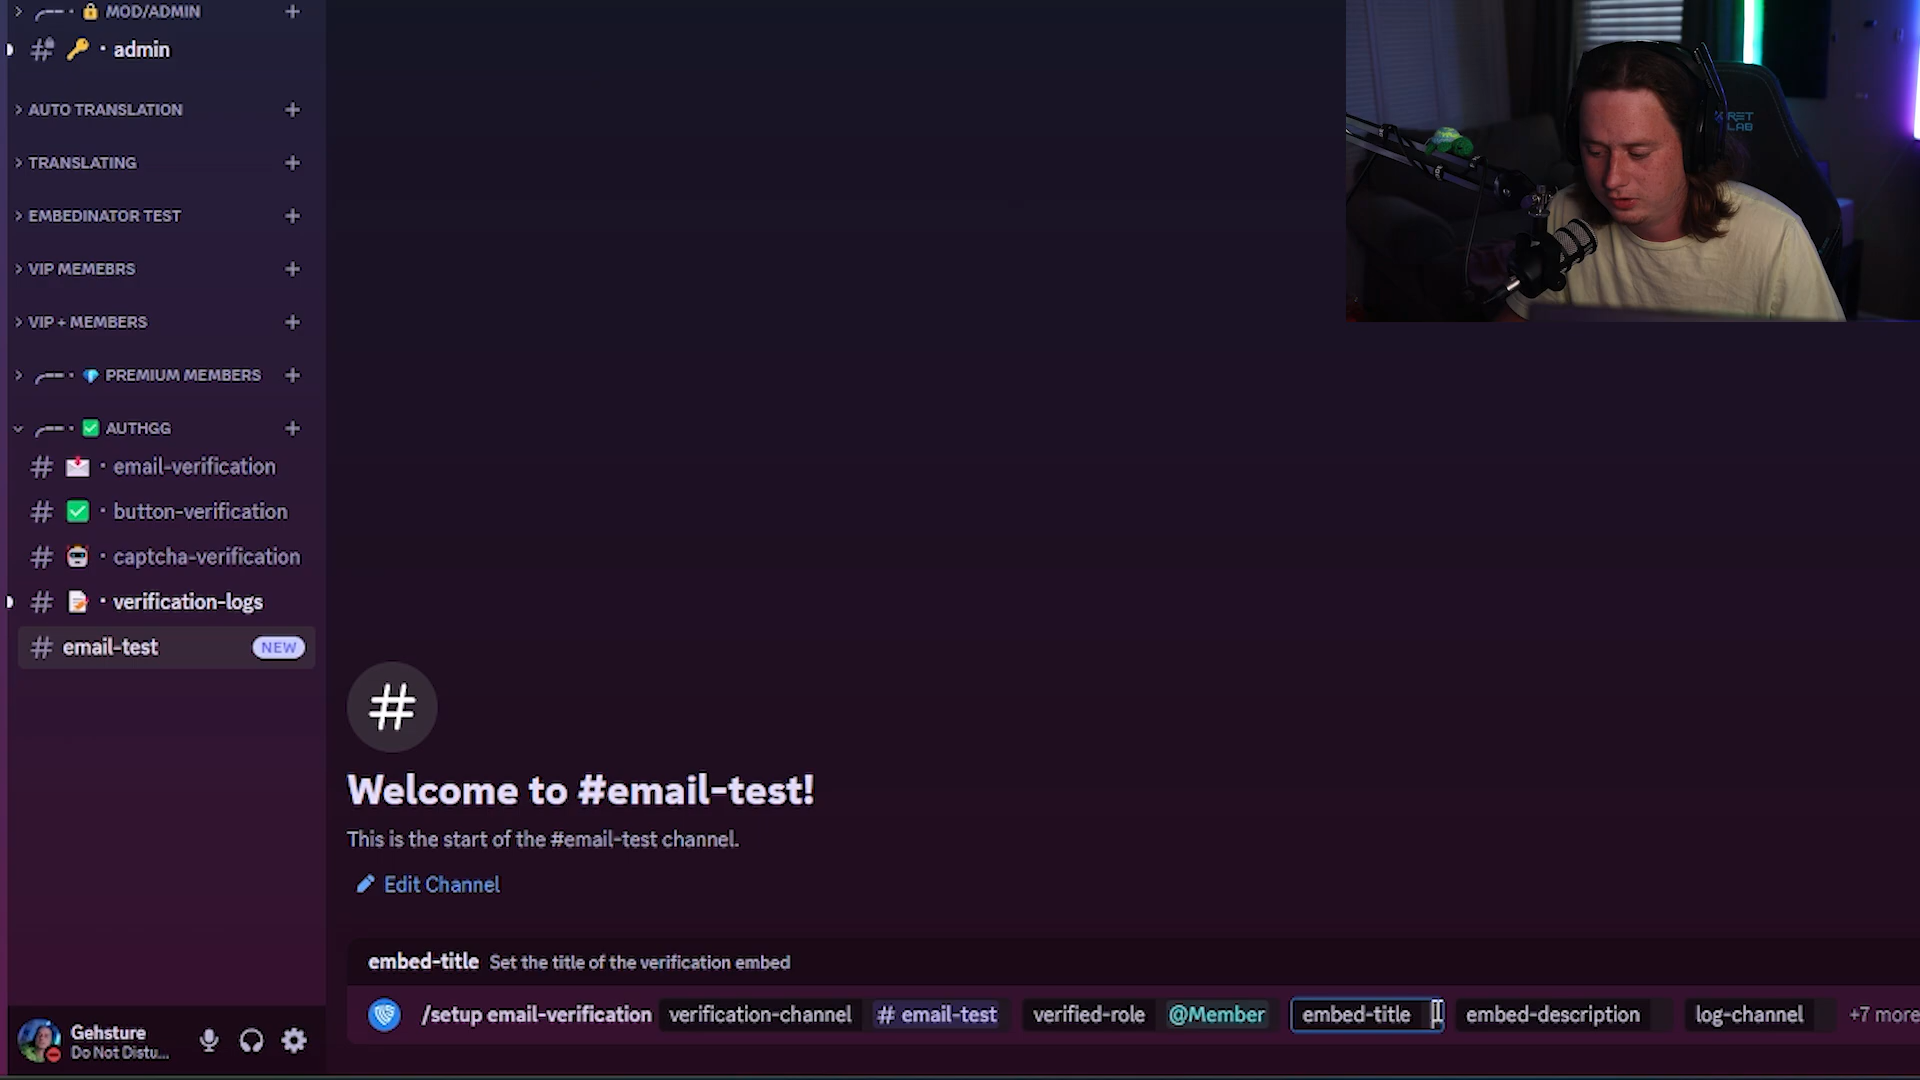 MOD/ADMIN
admin
AUTO TRANSLATION
TRANSLATING
EMBEDINATOR TEST
VIP MEMEBRS
VIP + MEMBERS
PREMIUM MEMBERS
AUTHGG
email-verification
button-verification
captcha-verification
verification-logs
# email-test NEW
Gehsture
Do Not Distu...
RET
LAB
#
Welcome to #email-test!
This is the start of the #email-test channel.
Edit Channel
embed-title Set the title of the verification embed
/setup email-verification verification-channel # email-test verified-role @Member embed-title embed-description log-channel +7 more